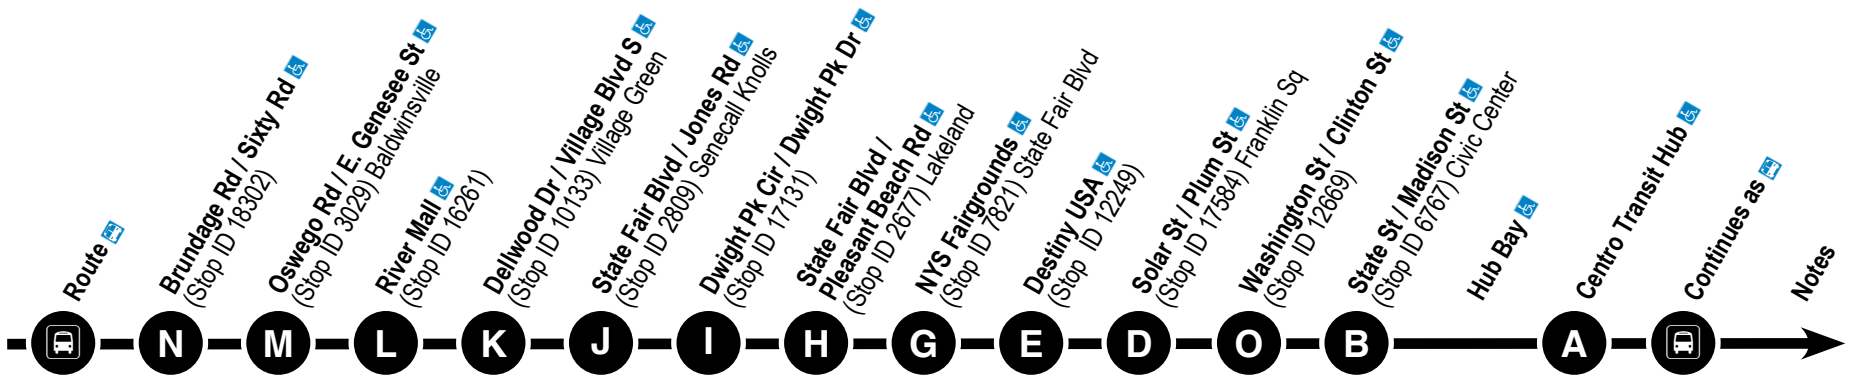 Route
Brundage Rd / Sixty Rd
(Stop ID 18302)
Oswego Rd / E. Genesee St
(Stop ID 3029) Baldwinsville
River Mall
(Stop ID 16261)
Dellwood Dr / Village Blvd S
(Stop ID 10133) Village Green
State Fair Blvd / Jones Rd
(Stop ID 2809) Senecall Knolls
Dwight Pk Cir / Dwight Pk Dr
(Stop ID 17131)
State Fair Blvd /
Pleasant Beach Rd
(Stop ID 2677) Lakeland
NYS Fairgrounds
(Stop ID 7821) State Fair Blvd
Destiny USA
(Stop ID 12249)
Solar St / Plum St
(Stop ID 17584) Franklin Sq
Washington St / Clinton St
(Stop ID 12669)
State St / Madison St
(Stop ID 6767) Civic Center
Hub Bay
Centro Transit Hub
Continues as
Notes
N M L K J I H G E D O B A